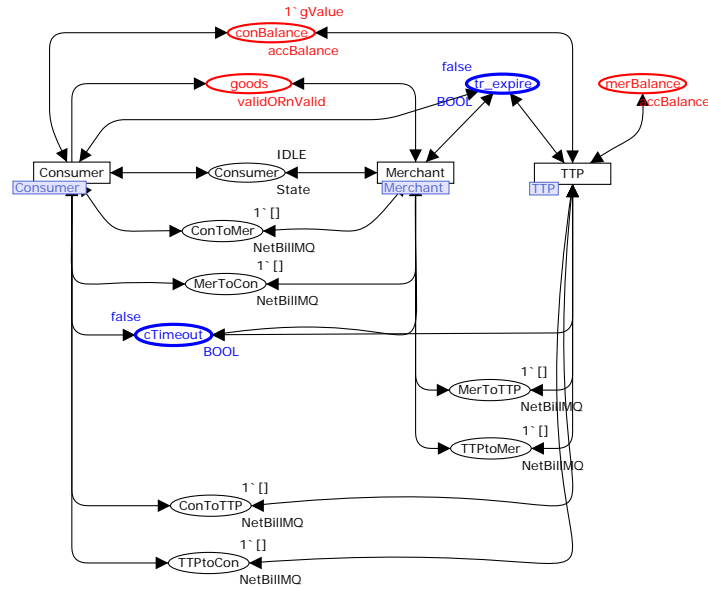 1`gValue
conBalance
accBalance
false
goods
tr_expire
merBalance
validORnValid
BOOL
accBalance
IDLE
Consumer
Consumer
Merchant
TTP
Consumer
State
Merchant
TTP
1`[]
ConToMer
NetBillMQ
1`[]
MerToCon
NetBillMQ
false
cTimeout
BOOL
1`[]
MerToTTP
NetBillMQ
1`[]
TTPtoMer
NetBillMQ
1`[]
ConToTTP
NetBillMQ
1`[]
TTPtoCon
NetBillMQ